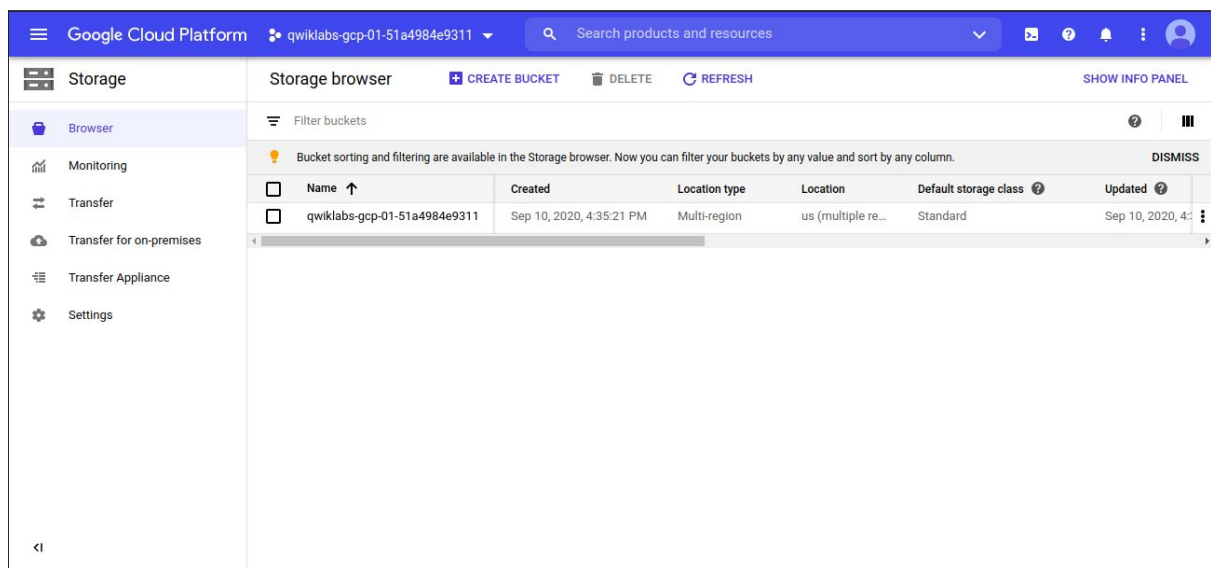 Google Cloud Platform qwiklabs-gcp-01-51a4984e9311 Search products and resources
Storage Storage browser CREATE BUCKET DELETE REFRESH SHOW INFO PANEL
Browser
Monitoring
Transfer
Transfer for on-premises
Transfer Appliance
Settings
Filter buckets
Bucket sorting and filtering are available in the Storage browser. Now you can filter your buckets by any value and sort by any column. DISMISS
Name Created Location type Location Default storage class Updated
qwiklabs-gcp-01-51a4984e9311 Sep 10, 2020, 4:35:21 PM Multi-region us (multiple re... Standard Sep 10, 2020, 4: